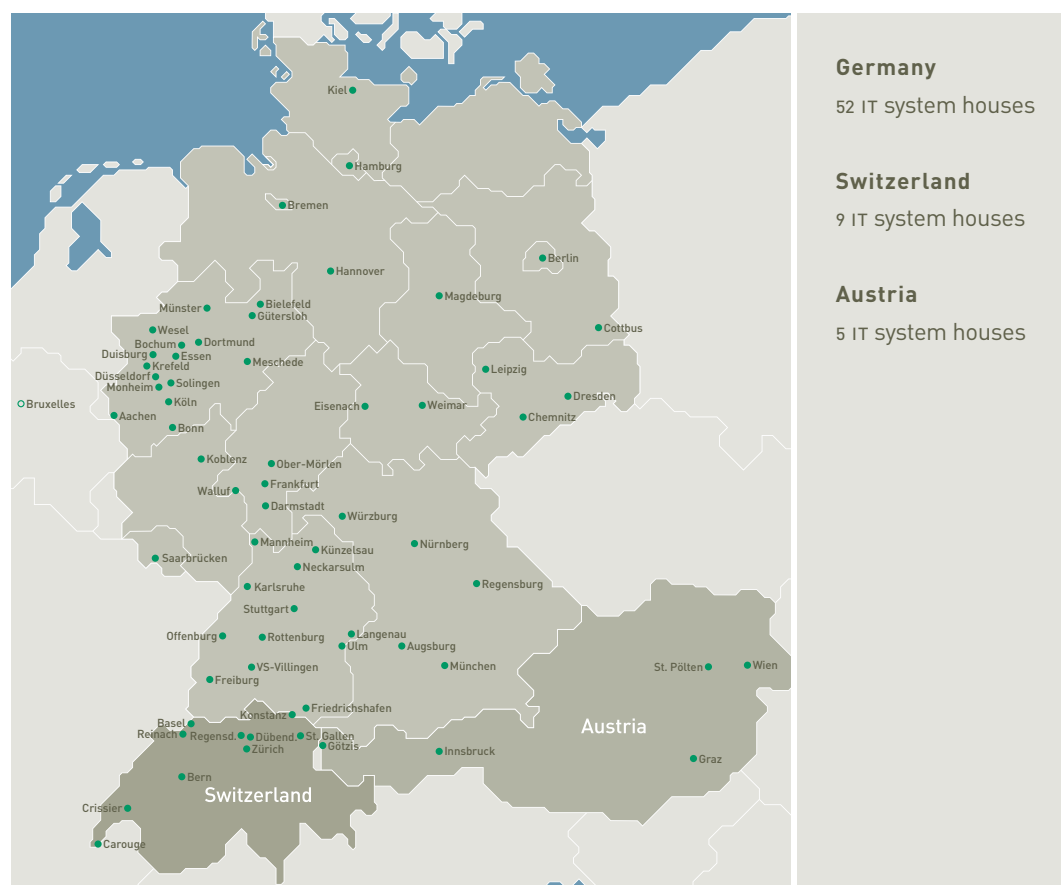 Kiel
Hamburg
Bremen
Berlin
Hannover
Magdeburg
Münster
Bielefeld
Gütersloh
Wesel
Cottbus
Bochum
Dortmund
Duisburg
Essen
Meschede
Krefeld
Leipzig
Düsseldorf
Solingen
Monheim
Dresden
Bruxelles
Köln
Eisenach
Weimar
Aachen
Chemnitz
Bonn
Koblenz
Ober-Mörlen
Frankfurt
Walluf
Darmstadt
Würzburg
Mannheim
Nürnberg
Künzelsau
Saarbrücken
Neckarsulm
Karlsruhe
Regensburg
Stuttgart
Offenburg
Rottenburg
Langenau
Ulm
Augsburg
VS-Villingen
München
St. Pölten
Wien
Freiburg
Friedrichshafen
Konstanz
Basel
Austria
Reinach
Regensd.
Dübend.
St. Gallen
Götzis
Zürich
Innsbruck
Graz
Bern
Switzerland
Crissier
Carouge
Germany
52 IT system houses
Switzerland
9 IT system houses
Austria
5 IT system houses